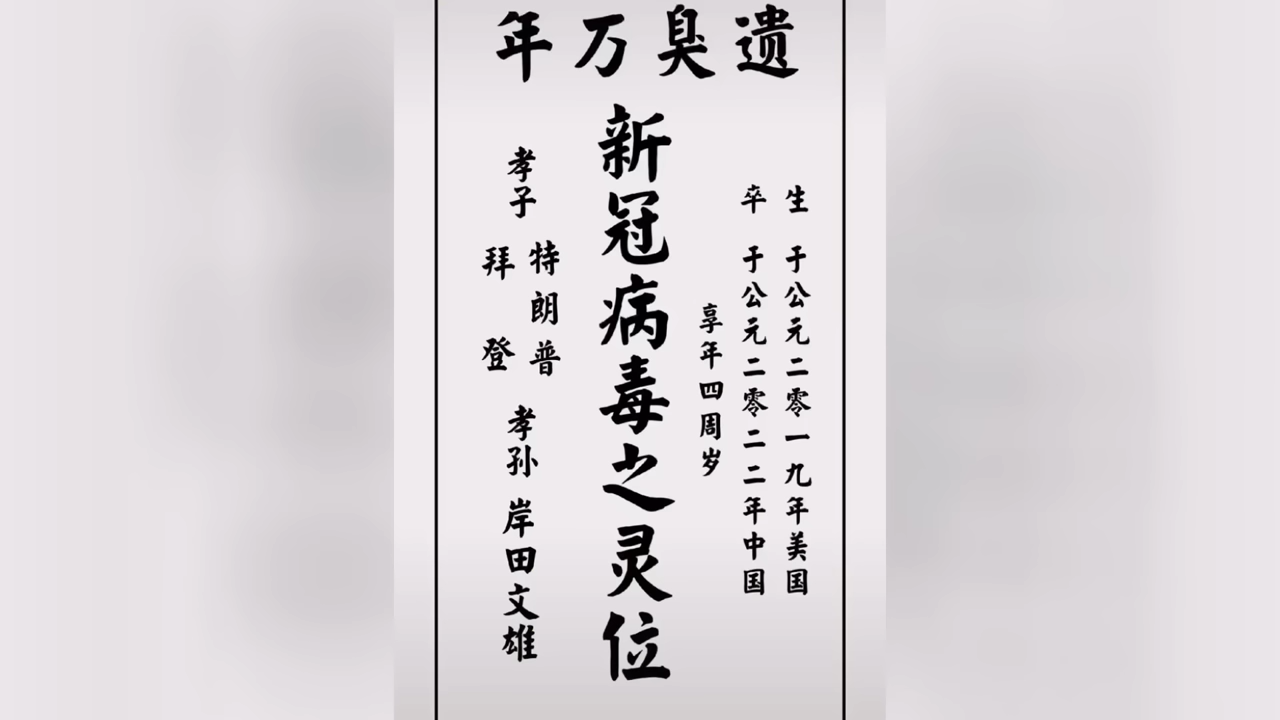 遗臭万年
生于公元二零一九年美国
卒于公元二零二二年中国
享年四周岁
新冠病毒之灵位
孝子
特朗普
拜登
孝孙
岸田文雄